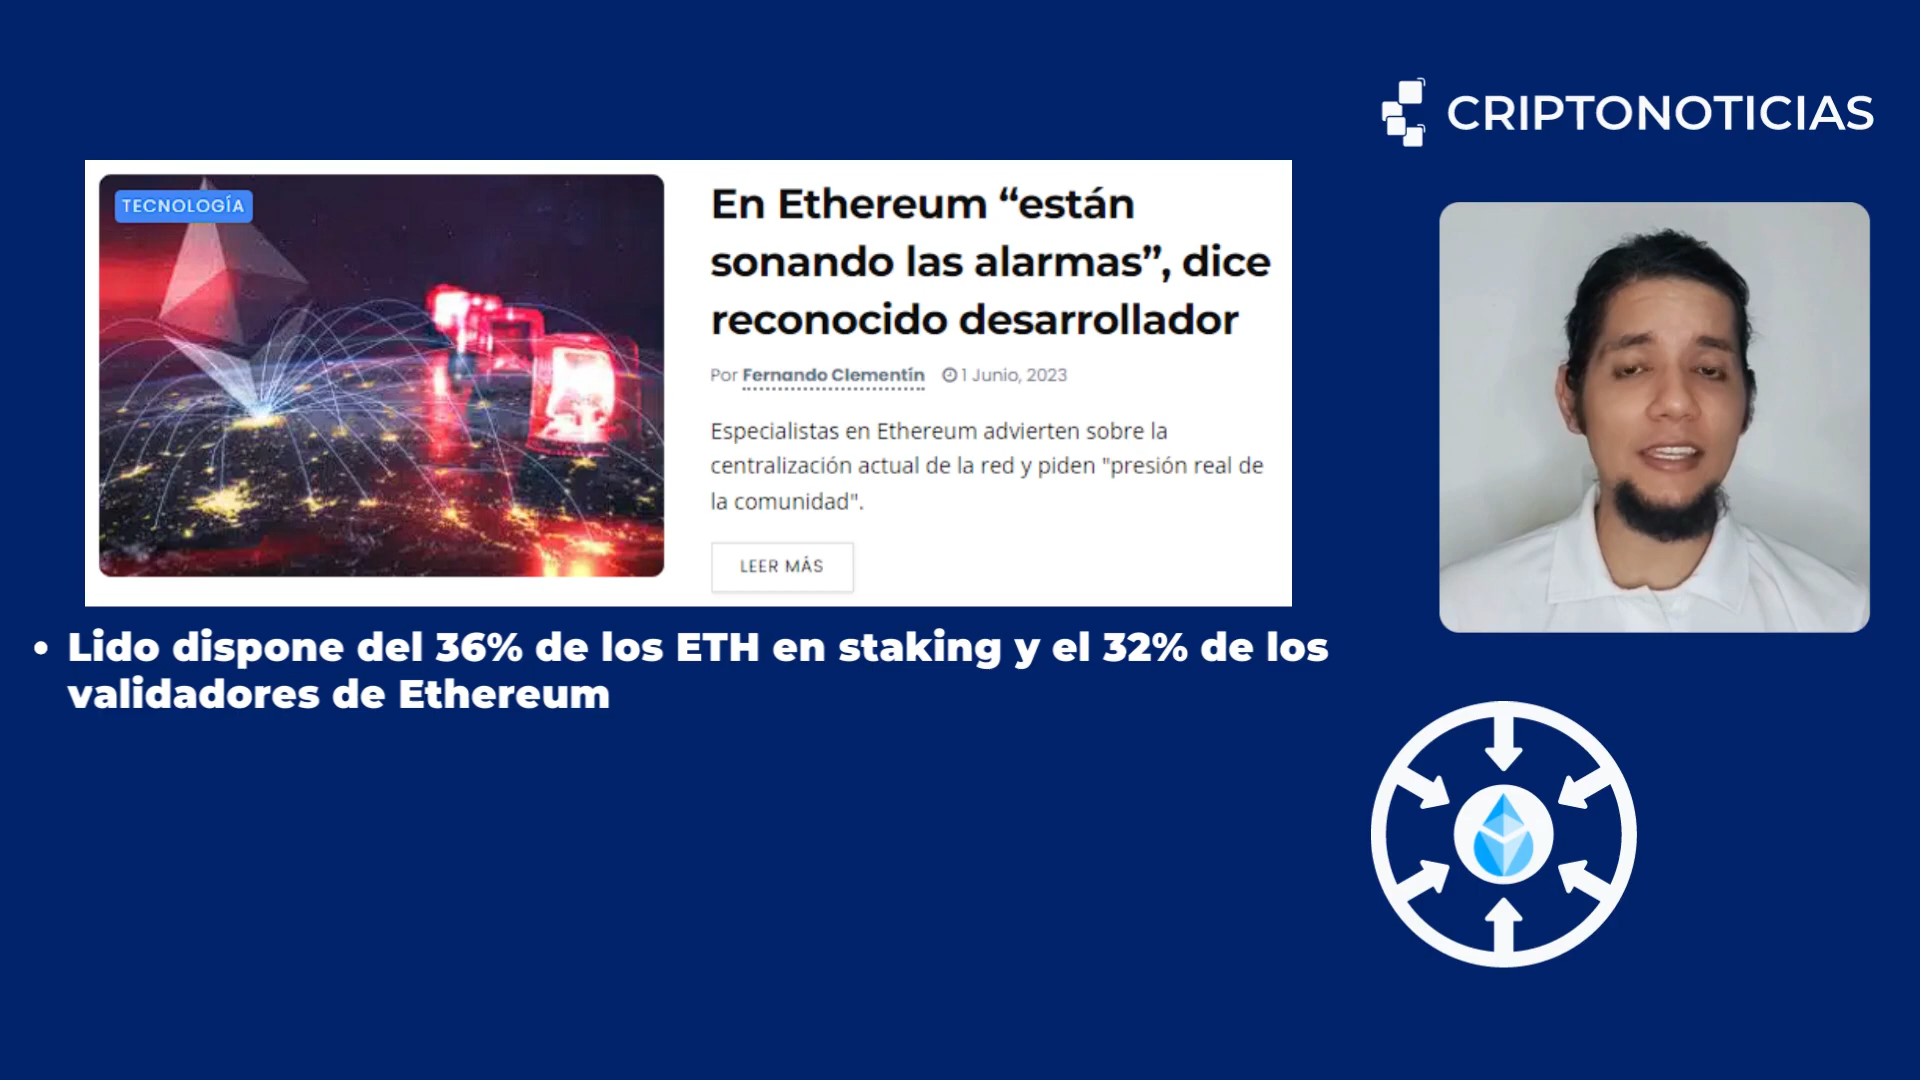 CRIPTONOTICIAS
TECNOLOGÍA
En Ethereum “están
sonando las alarmas”, dice
reconocido desarrollador
Por Fernando Clementín 1 Junio, 2023
Especialistas en Ethereum advierten sobre la
centralización actual de la red y piden "presión real de
la comunidad".
LEER MÁS
• Lido dispone del 36% de los ETH en staking y el 32% de los
validadores de Ethereum